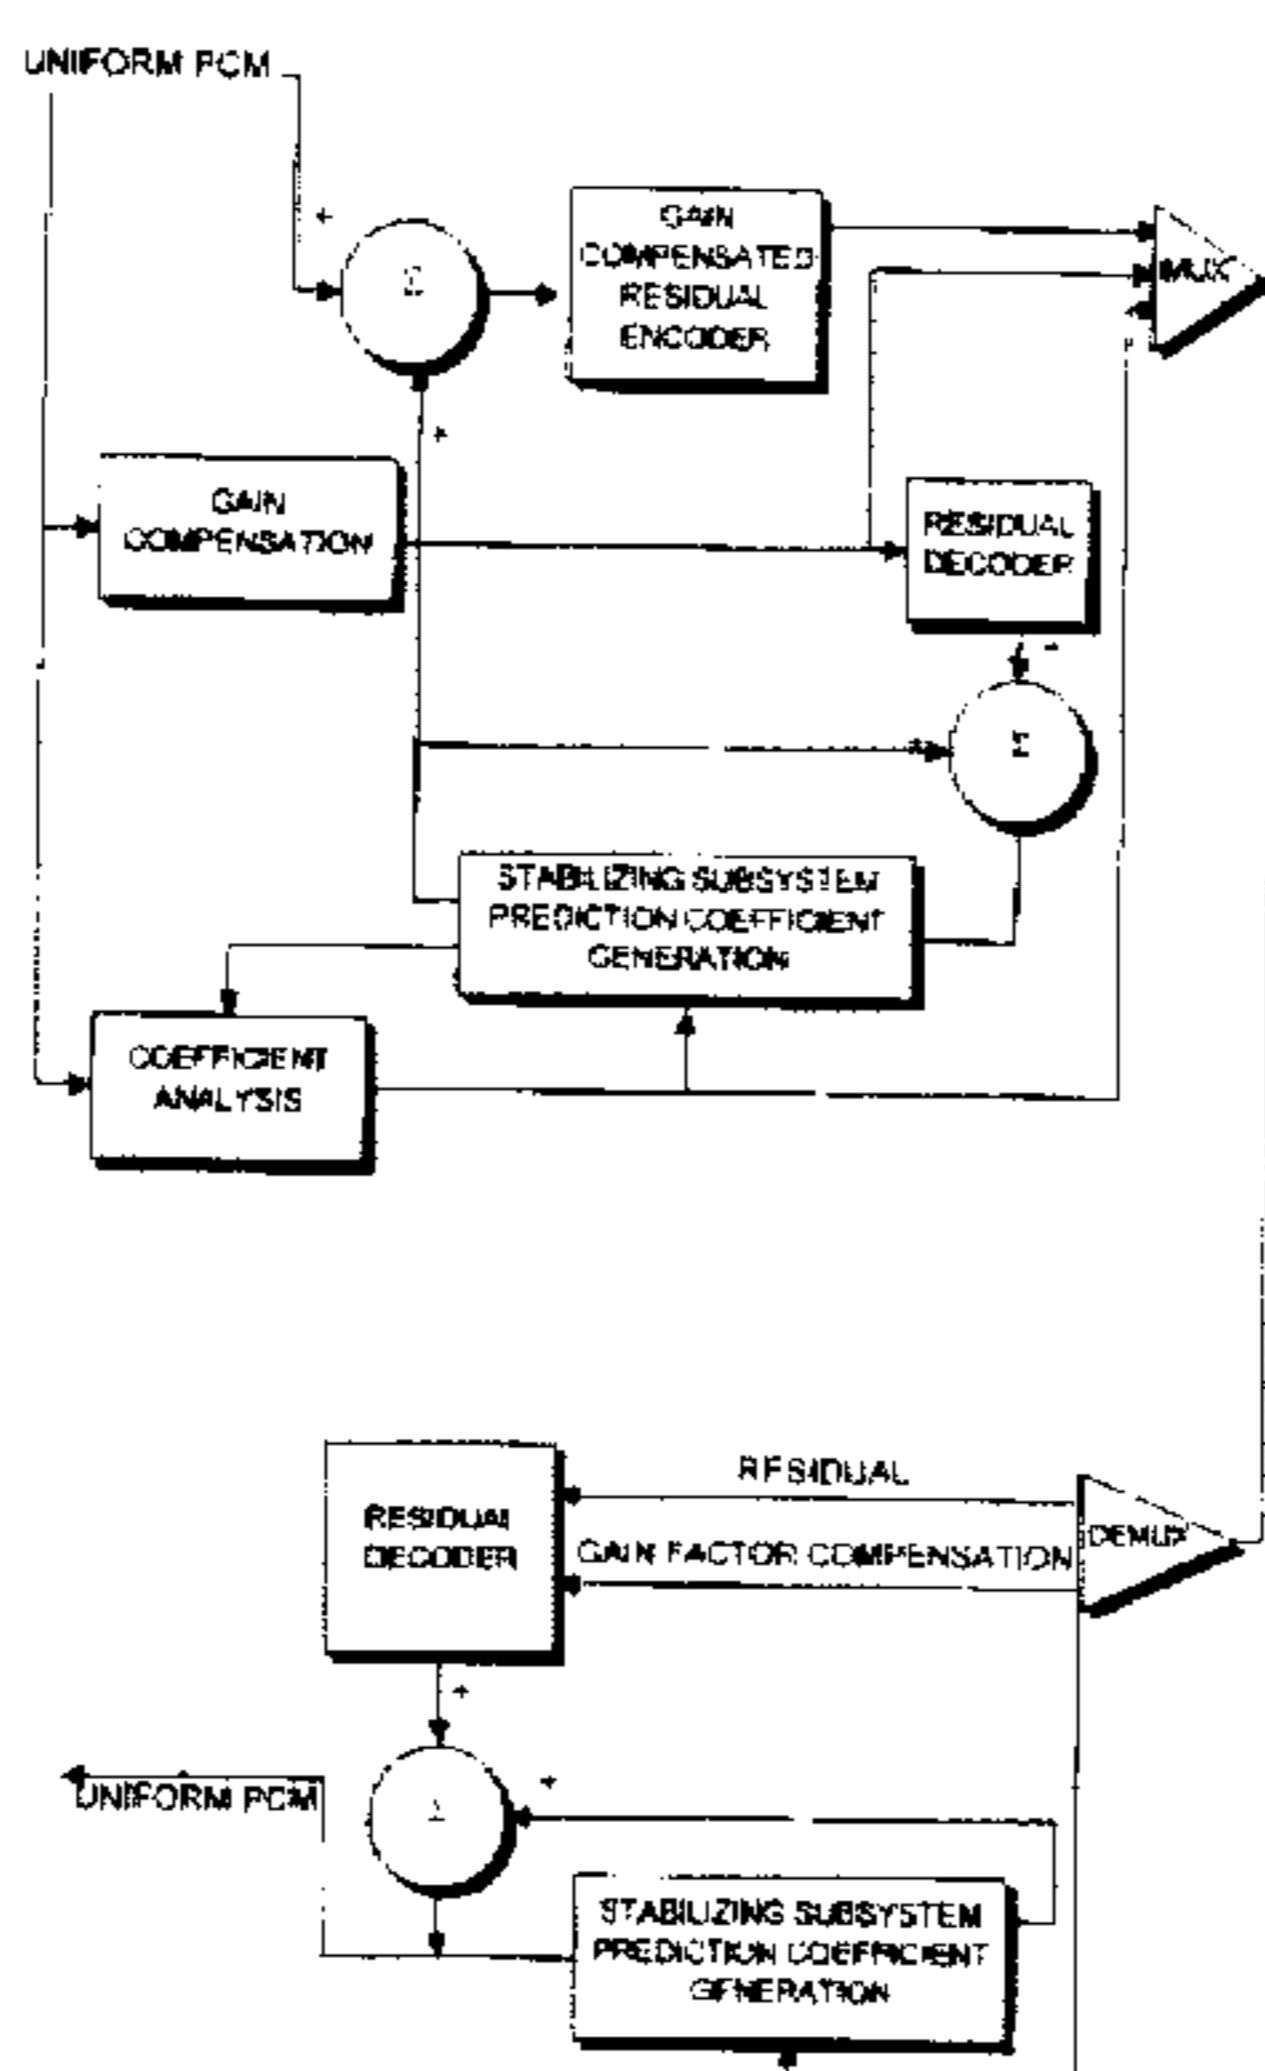 UNIFORM PCM
Σ
GAIN
COMPENSATED
RESIDUAL
ENCODER
MUX
GAIN
COMPENSATION
RESIDUAL
DECODER
Σ
STABILIZING SUBSYSTEM
PREDICTION COEFFICIENT
GENERATION
COEFFICIENT
ANALYSIS
RESIDUAL
RESIDUAL
DECODER
GAIN FACTOR COMPENSATION
DEMUX
UNIFORM PCM
STABILIZING SUBSYSTEM
PREDICTION COEFFICIENT
GENERATION